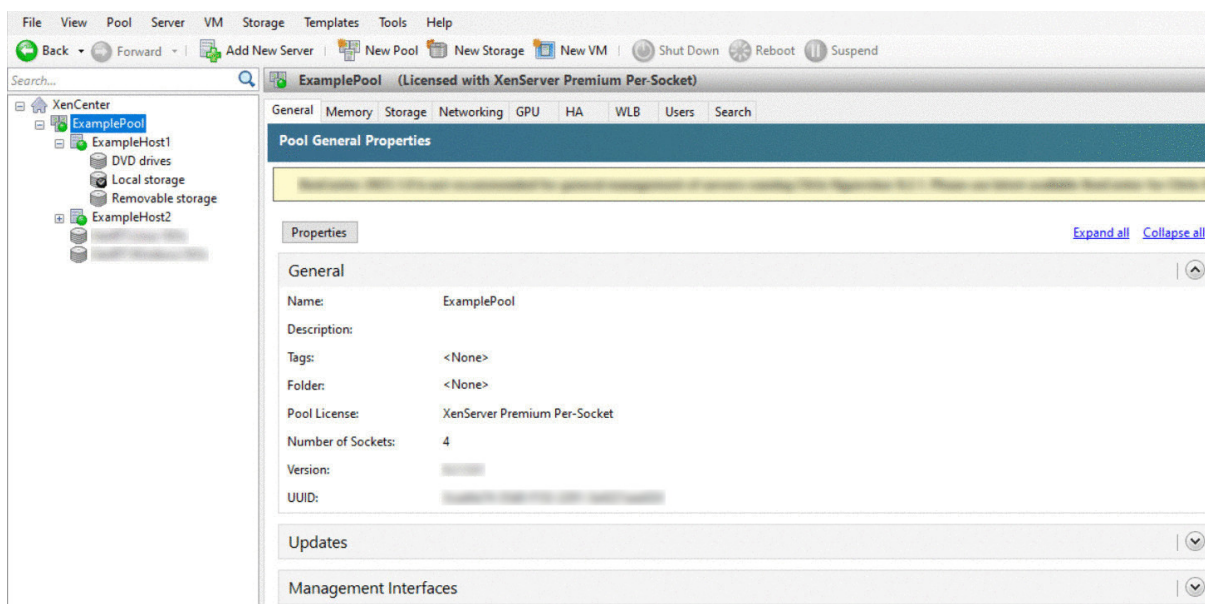 File View Pool Server VM Storage Templates Tools Help
Back Forward Add New Server New Pool New Storage New VM Shut Down Reboot Suspend
Search...
ExamplePool (Licensed with XenServer Premium Per-Socket)
XenCenter
ExamplePool
ExampleHost1
DVD drives
Local storage
Removable storage
ExampleHost2
General Memory Storage Networking GPU HA WLB Users Search
Pool General Properties
Properties Expand all Collapse all
General
Name: ExamplePool
Description:
Tags: <None>
Folder: <None>
Pool License: XenServer Premium Per-Socket
Number of Sockets: 4
Version:
UUID:
Updates
Management Interfaces